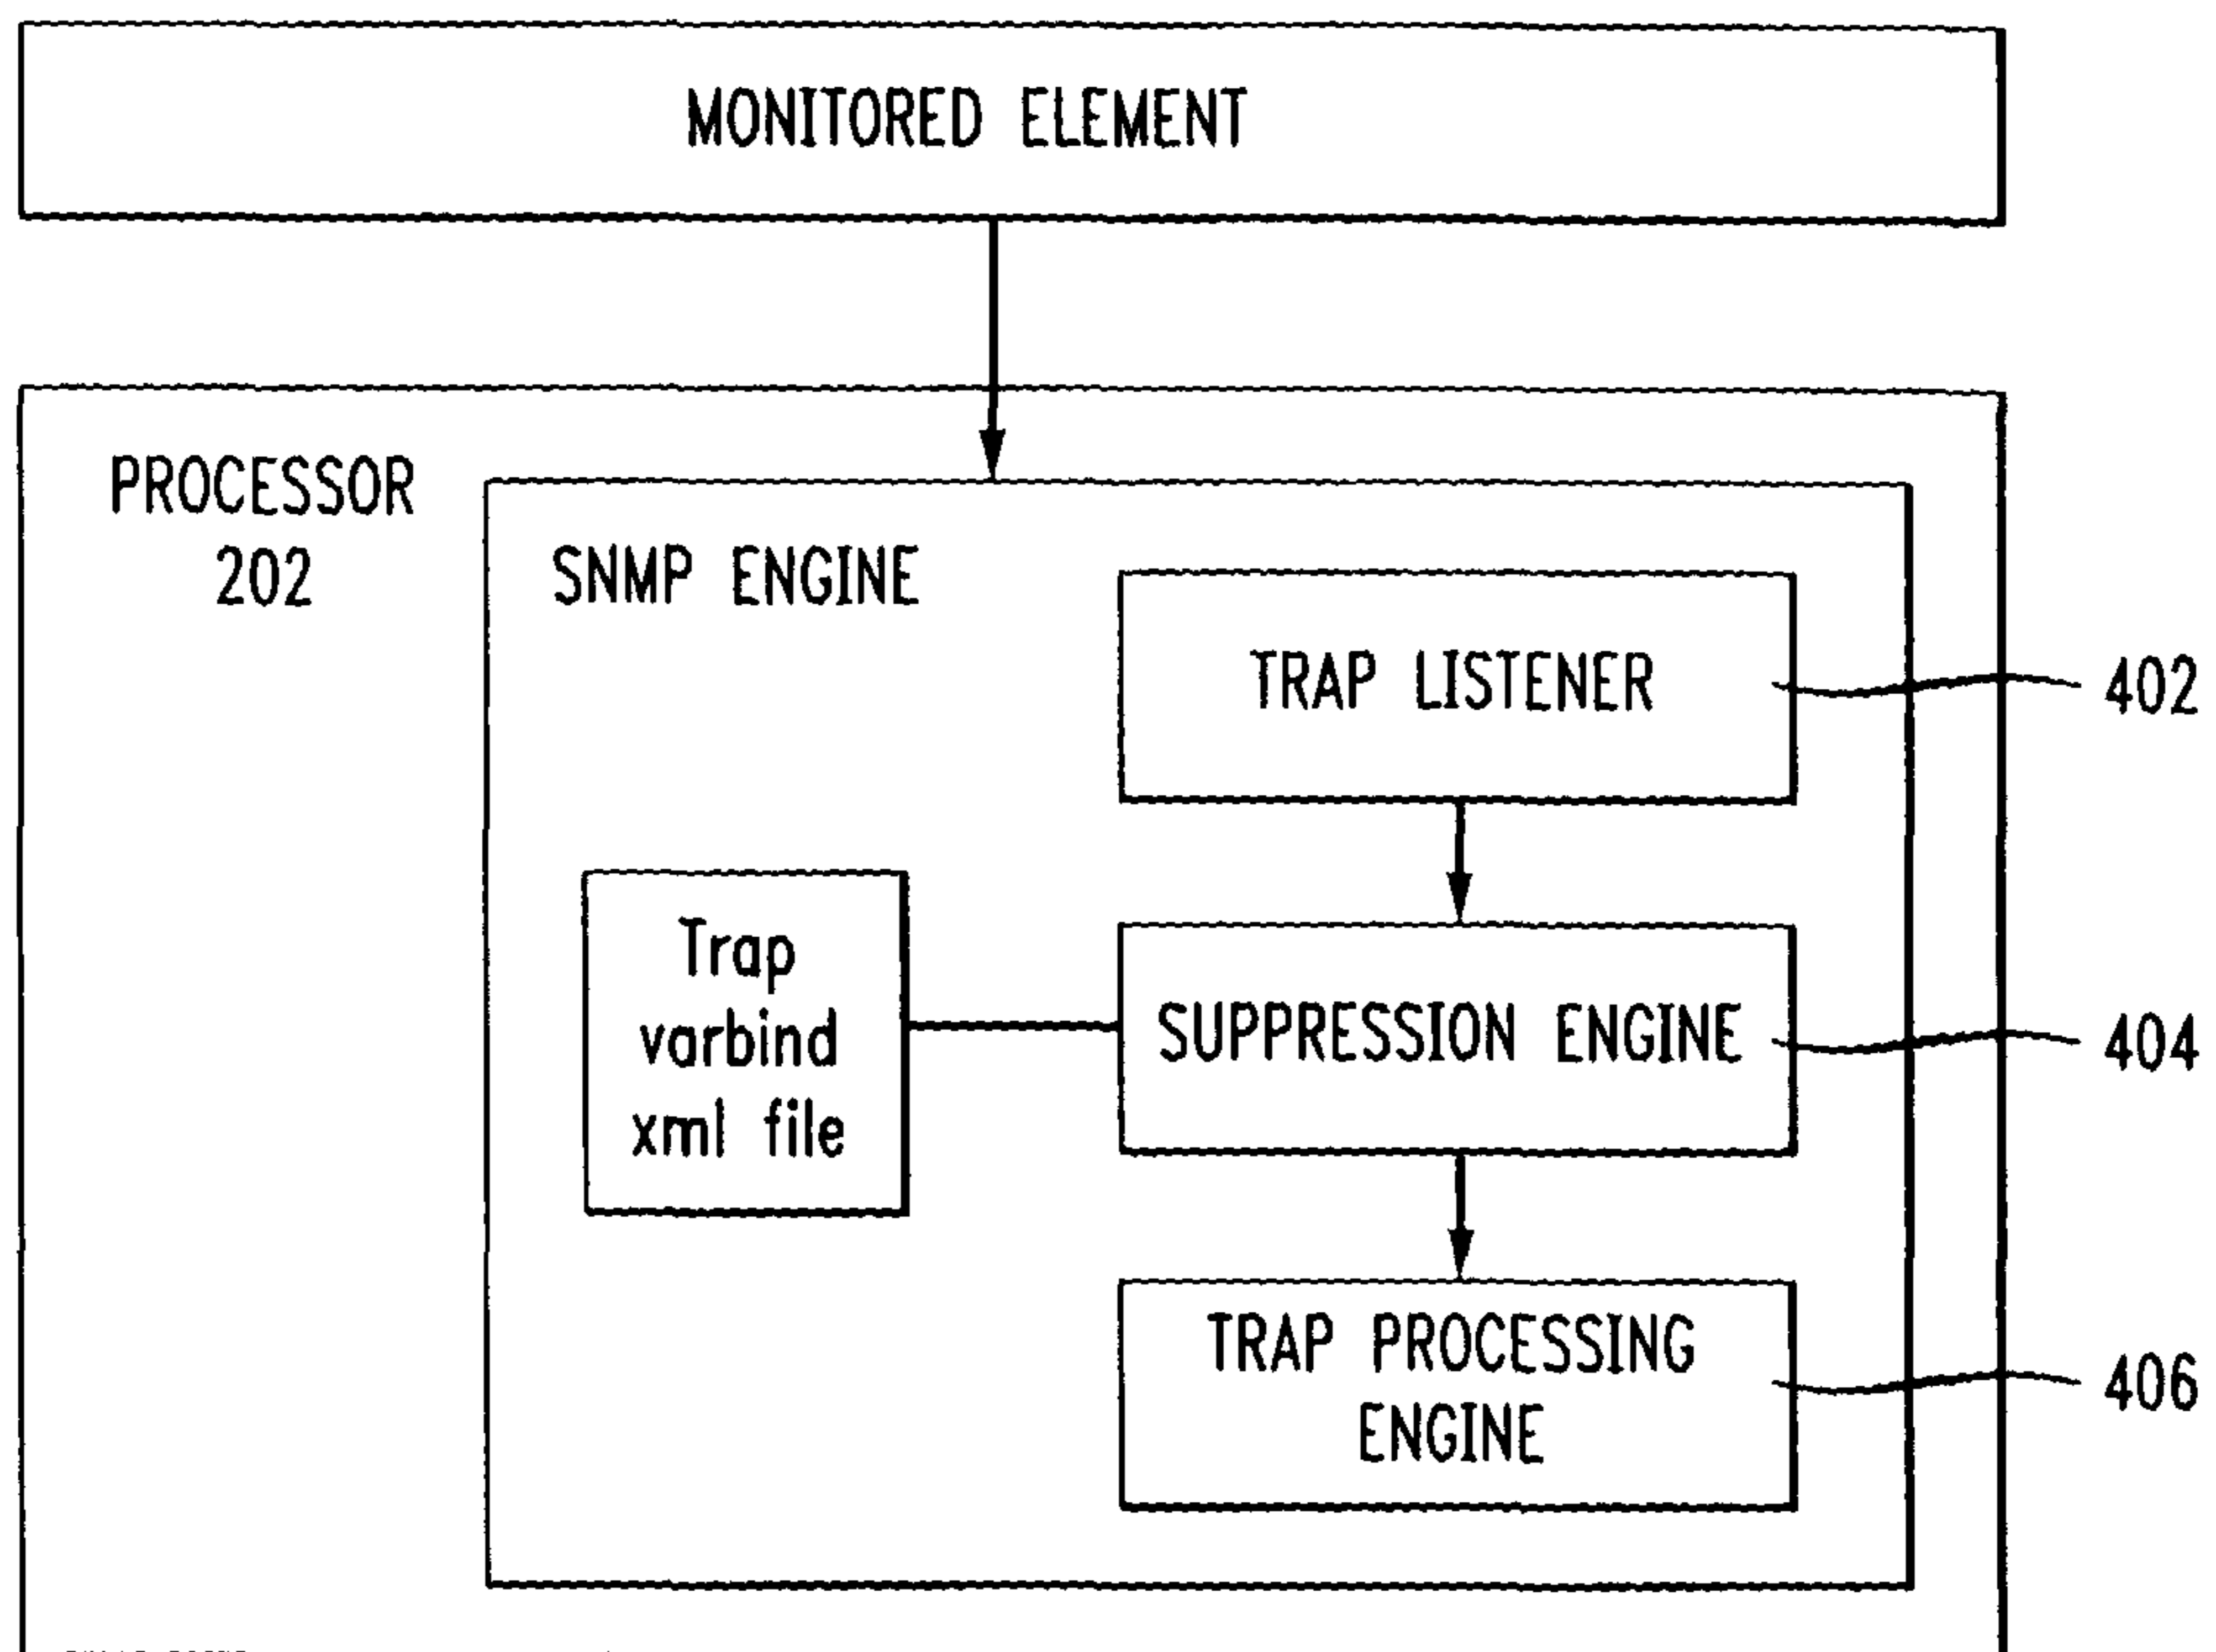 MONITORED ELEMENT
PROCESSOR
202
SNMP ENGINE
TRAP LISTENER
402
Trap
varbind
xml file
SUPPRESSION ENGINE
404
TRAP PROCESSING
ENGINE
406